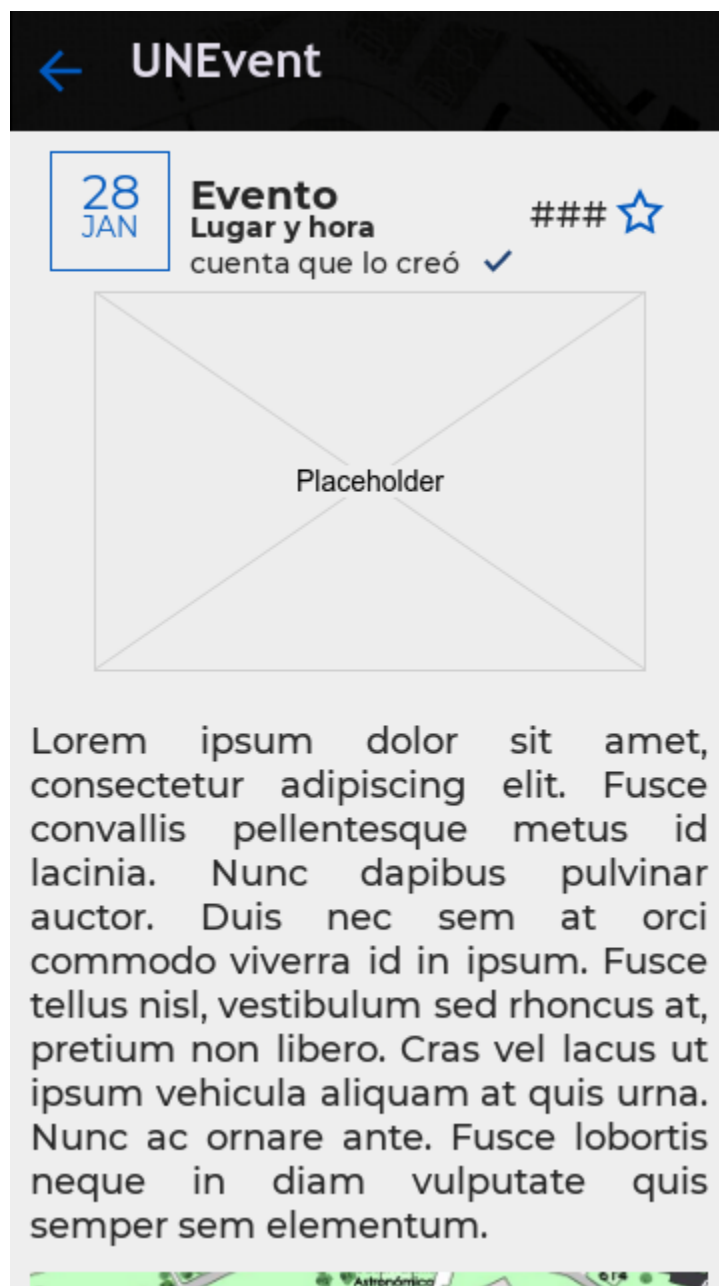 UNEvent
28
JAN
Evento
Lugar y hora
cuenta que lo creó
###
Placeholder
Lorem ipsum dolor sit amet,
consectetur adipiscing elit. Fusce
convallis pellentesque metus id
lacinia. Nunc dapibus pulvinar
auctor. Duis nec sem at orci
commodo viverra id in ipsum. Fusce
tellus nisl, vestibulum sed rhoncus at,
pretium non libero. Cras vel lacus ut
ipsum vehicula aliquam at quis urna.
Nunc ac ornare ante. Fusce lobortis
neque in diam vulputate quis
semper sem elementum.
Astronómico
614